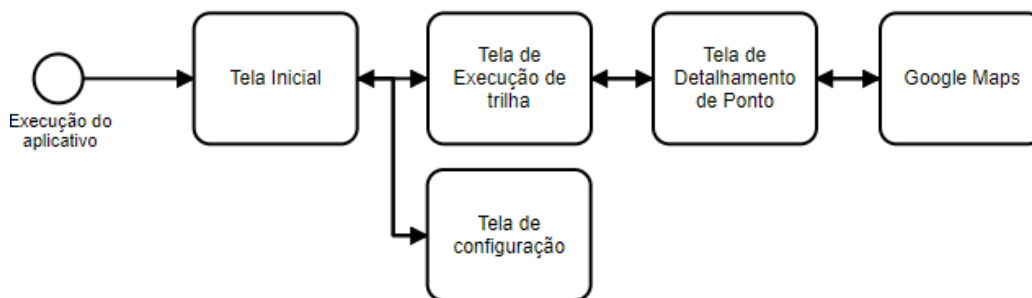 Execução do
aplicativo
Tela Inicial
Tela de
Execução de
trilha
Tela de
Detalhamento
de Ponto
Google Maps
Tela de
configuração